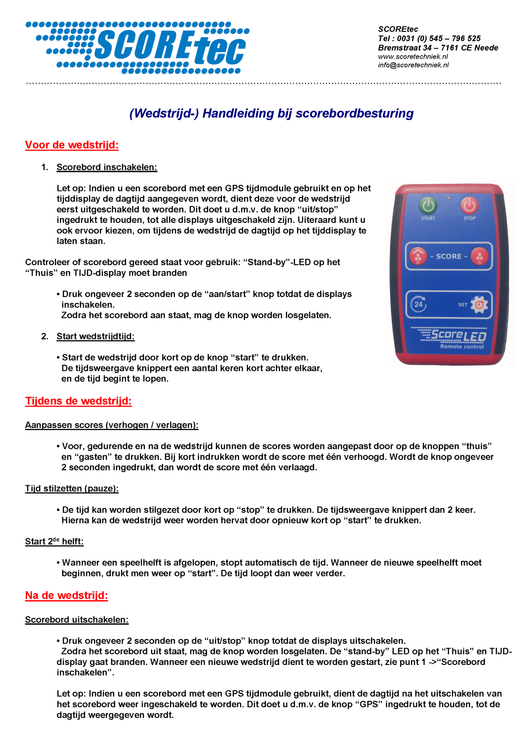 SCOREtec
SCOREtec
Tel : 0031 (0) 545 – 796 525
Bremstraat 34 – 7161 CE Neede
www.scoretechniek.nl
info@scoretechniek.nl
(Wedstrijd-) Handleiding bij scorebordbesturing
Voor de wedstrijd:
1. Scorebord inschakelen:
Let op: Indien u een scorebord met een GPS tijdmodule gebruikt en op het
tijddisplay de dagtijd aangegeven wordt, dient deze voor de wedstrijd
eerst uitgeschakeld te worden. Dit doet u d.m.v. de knop “uit/stop”
ingedrukt te houden, tot alle displays uitgeschakeld zijn. Uiteraard kunt u
ook ervoor kiezen, om tijdens de wedstrijd de dagtijd op het tijddisplay te
laten staan.
Controleer of scorebord gereed staat voor gebruik: “Stand-by”-LED op het
“Thuis” en TIJD-display moet branden
• Druk ongeveer 2 seconden op de “aan/start” knop totdat de displays
inschakelen.
Zodra het scorebord aan staat, mag de knop worden losgelaten.
2. Start wedstrijdtijd:
• Start de wedstrijd door kort op de knop “start” te drukken.
De tijdsweergave knippert een aantal keren kort achter elkaar,
en de tijd begint te lopen.
START
STOP
- SCORE -
24
SET
ScoreLED
Remote control
Tijdens de wedstrijd:
Aanpassen scores (verhogen / verlagen):
• Voor, gedurende en na de wedstrijd kunnen de scores worden aangepast door op de knoppen “thuis”
en “gasten” te drukken. Bij kort indrukken wordt de score met één verhoogd. Wordt de knop ongeveer
2 seconden ingedrukt, dan wordt de score met één verlaagd.
Tijd stilzetten (pauze):
• De tijd kan worden stilgezet door kort op “stop” te drukken. De tijdsweergave knippert dan 2 keer.
Hierna kan de wedstrijd weer worden hervat door opnieuw kort op “start” te drukken.
Start 2de helft:
• Wanneer een speelhelft is afgelopen, stopt automatisch de tijd. Wanneer de nieuwe speelhelft moet
beginnen, drukt men weer op “start”. De tijd loopt dan weer verder.
Na de wedstrijd:
Scorebord uitschakelen:
• Druk ongeveer 2 seconden op de “uit/stop” knop totdat de displays uitschakelen.
Zodra het scorebord uit staat, mag de knop worden losgelaten. De “stand-by” LED op het “Thuis” en TIJD-
display gaat branden. Wanneer een nieuwe wedstrijd dient te worden gestart, zie punt 1 ->“Scorebord
inschakelen”.
Let op: Indien u een scorebord met een GPS tijdmodule gebruikt, dient de dagtijd na het uitschakelen van
het scorebord weer ingeschakeld te worden. Dit doet u d.m.v. de knop “GPS” ingedrukt te houden, tot de
dagtijd weergegeven wordt.